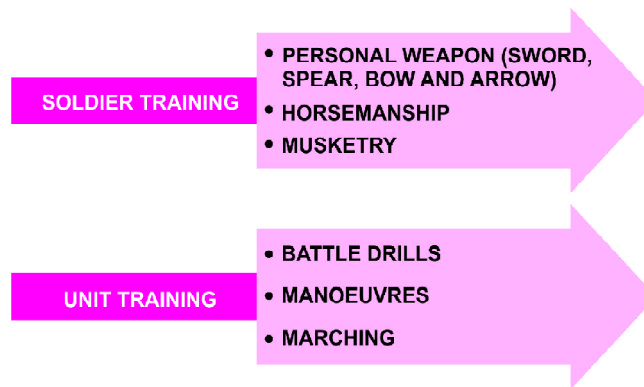 SOLDIER TRAINING
• PERSONAL WEAPON (SWORD,
SPEAR, BOW AND ARROW)
• HORSEMANSHIP
• MUSKETRY
UNIT TRAINING
• BATTLE DRILLS
• MANOEUVRES
• MARCHING